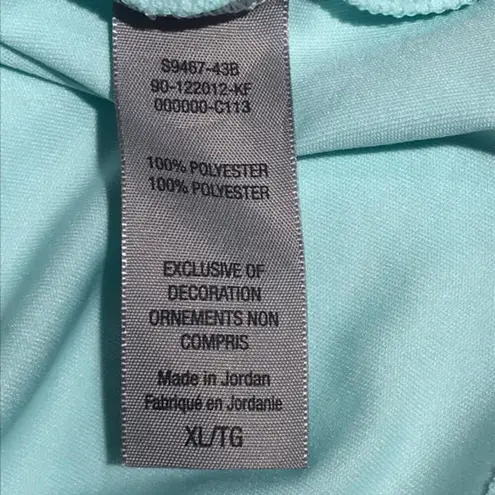 S9467-43B
90-122012-KF
000000-C113
100% POLYESTER
100% POLYESTER
EXCLUSIVE OF
DECORATION
ORNEMENTS NON
COMPRIS
Made in Jordan
Fabriqué en Jordanie
XL/TG